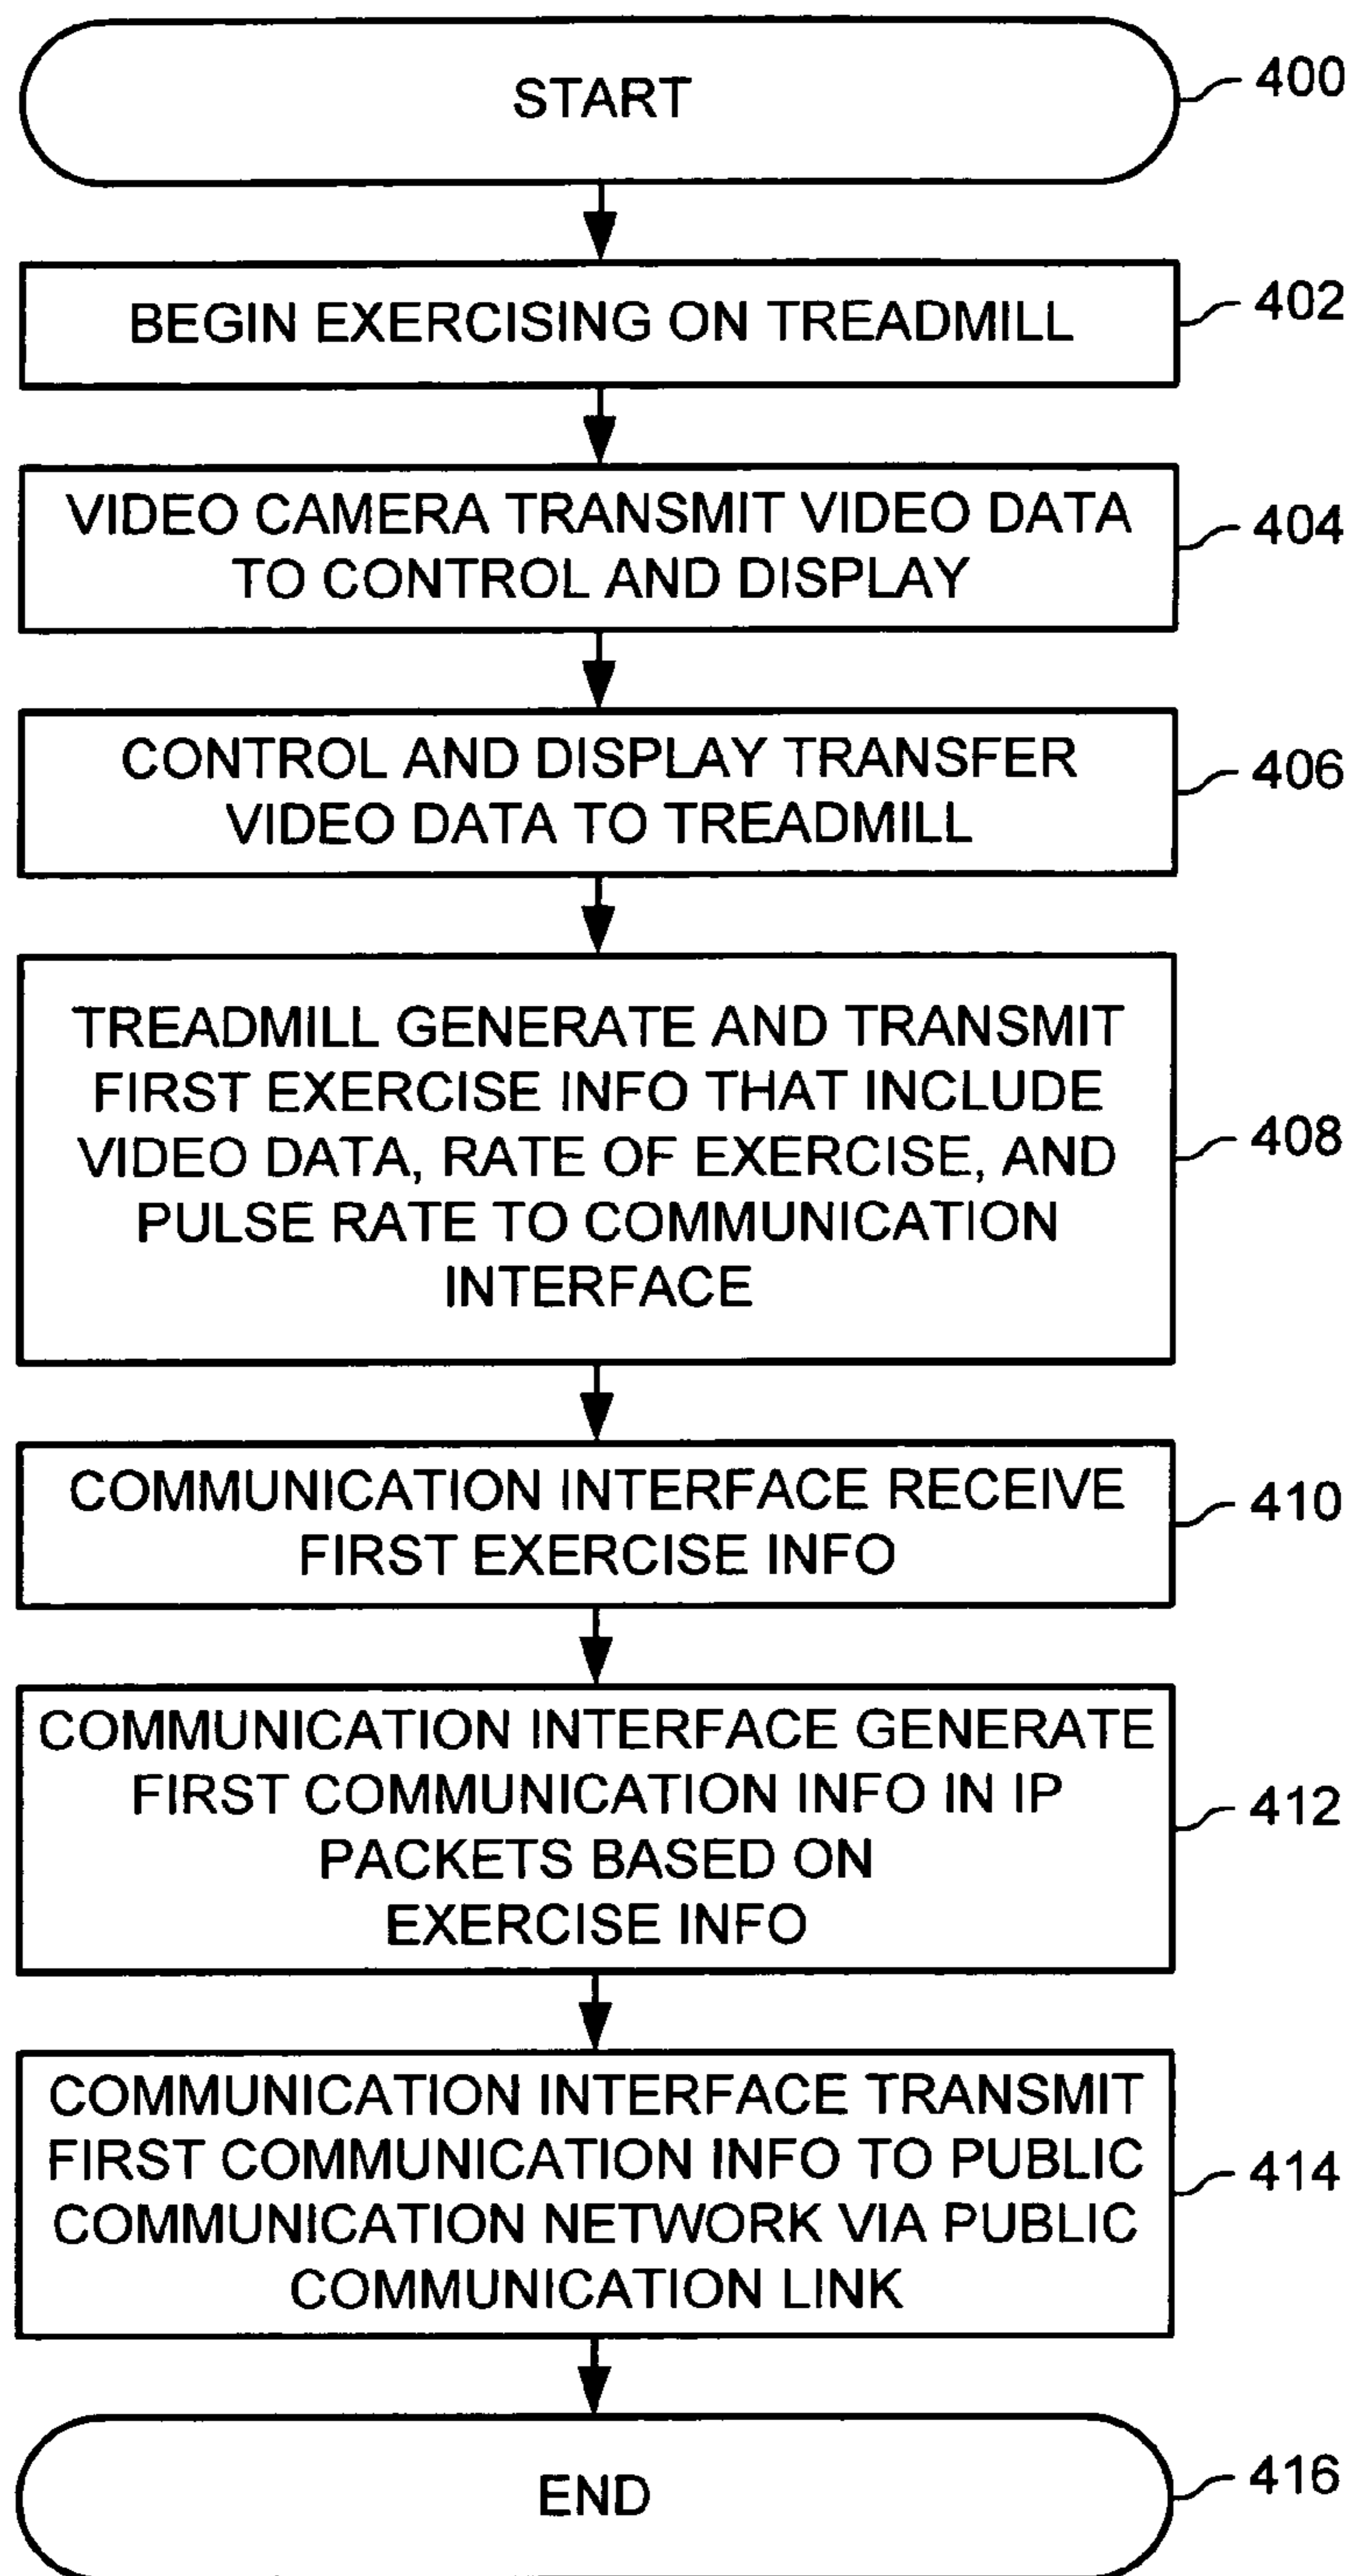 START
400
BEGIN EXERCISING ON TREADMILL
402
VIDEO CAMERA TRANSMIT VIDEO DATA
TO CONTROL AND DISPLAY
404
CONTROL AND DISPLAY TRANSFER
VIDEO DATA TO TREADMILL
406
TREADMILL GENERATE AND TRANSMIT
FIRST EXERCISE INFO THAT INCLUDE
VIDEO DATA, RATE OF EXERCISE, AND
PULSE RATE TO COMMUNICATION
INTERFACE
408
COMMUNICATION INTERFACE RECEIVE
FIRST EXERCISE INFO
410
COMMUNICATION INTERFACE GENERATE
FIRST COMMUNICATION INFO IN IP
PACKETS BASED ON
EXERCISE INFO
412
COMMUNICATION INTERFACE TRANSMIT
FIRST COMMUNICATION INFO TO PUBLIC
COMMUNICATION NETWORK VIA PUBLIC
COMMUNICATION LINK
414
END
416